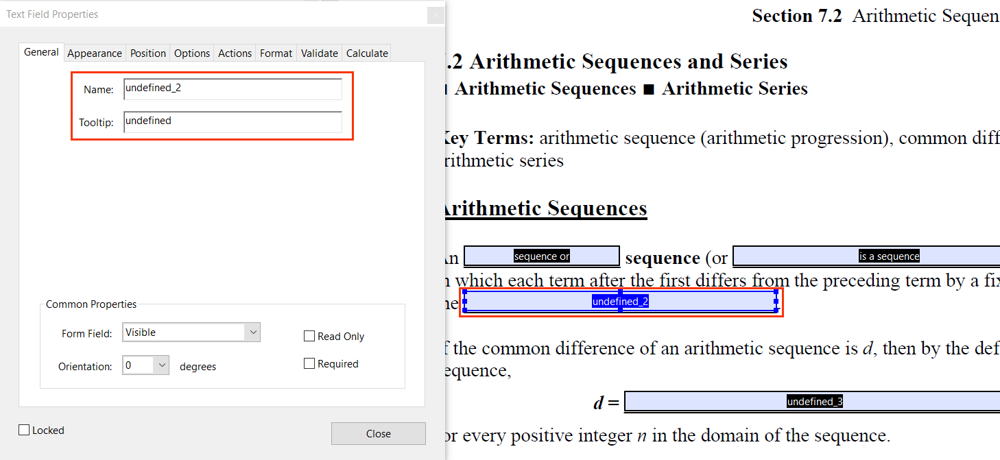 Text Field Properties
General Appearance Position Options Actions Format Validate Calculate
Name: undefined_2
Tooltip: undefined
Common Properties
Form Field: Visible
Read Only
Orientation: 0 degrees
Required
Locked
Close
Section 7.2 Arithmetic Sequen
.2 Arithmetic Sequences and Series
■ Arithmetic Sequences ■ Arithmetic Series
Key Terms: arithmetic sequence (arithmetic progression), common diff
rithmetic series
Arithmetic Sequences
An sequence or sequence (or is a sequence
n which each term after the first differs from the preceding term by a fix
he undefined_2
f the common difference of an arithmetic sequence is d, then by the def
equence,
d = undefined_3
or every positive integer n in the domain of the sequence.